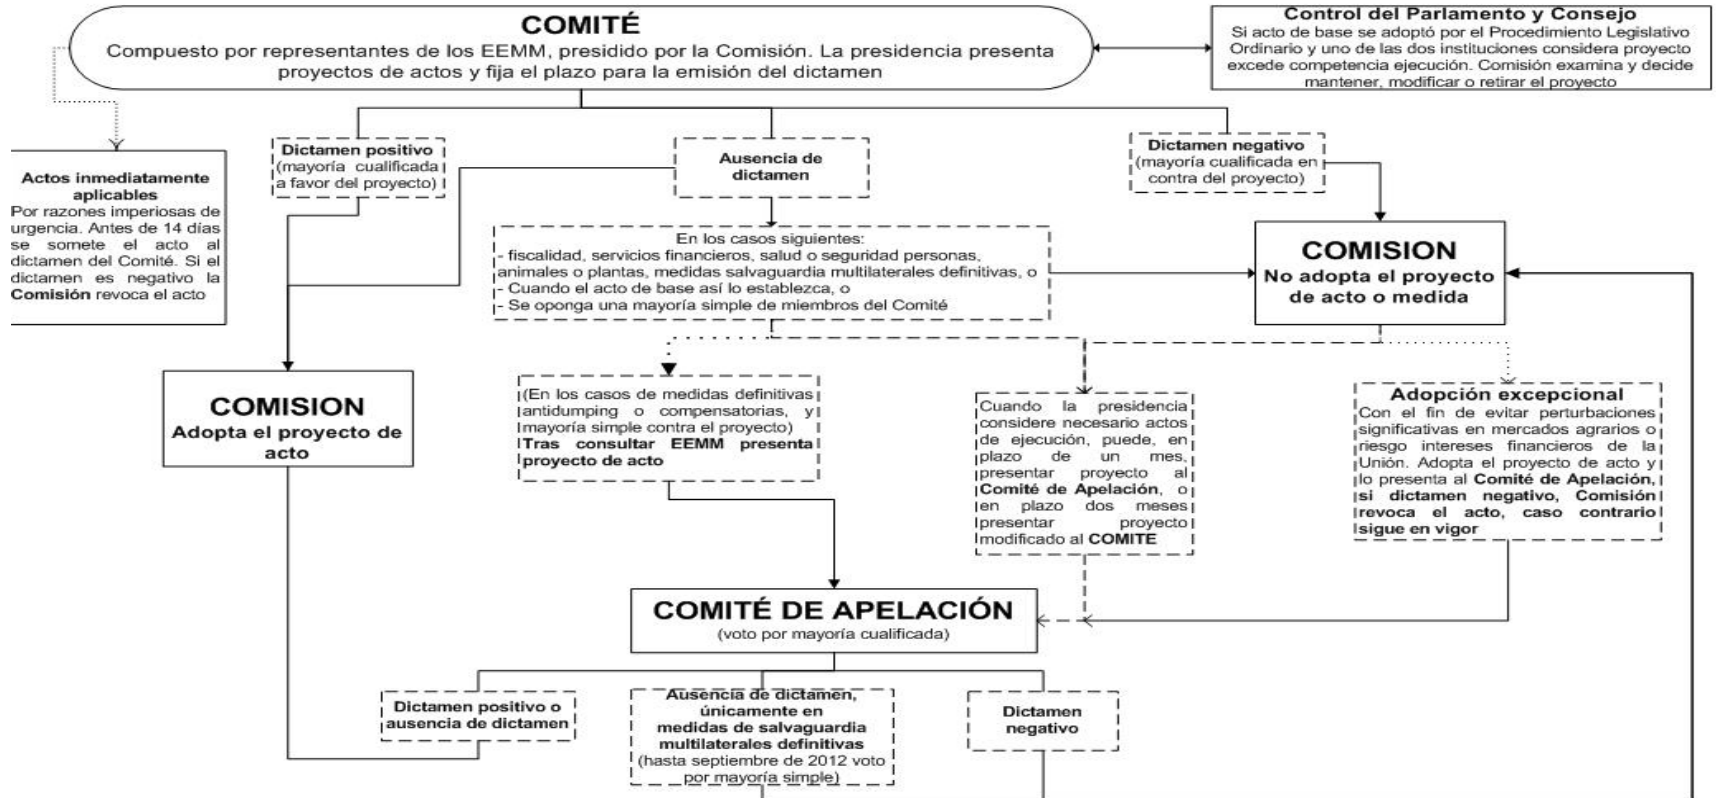 COMITÉ
Compuesto por representantes de los EEMM, presidido por la Comisión. La presidencia presenta
proyectos de actos y fija el plazo para la emisión del dictamen
Control del Parlamento y Consejo
Si acto de base se adoptó por el Procedimiento Legislativo
Ordinario y uno de las dos instituciones considera proyecto
excede competencia ejecución. Comisión examina y decide
mantener, modificar o retirar el proyecto
Dictamen positivo
(mayoría cualificada
a favor del proyecto)
Ausencia de
dictamen
Dictamen negativo
(mayoría cualificada en
contra del proyecto)
Actos inmediatamente
aplicables
Por razones imperiosas de
urgencia. Antes de 14 días
se somete el acto al
dictamen del Comité. Si el
dictamen es negativo la
Comisión revoca el acto
En los casos siguientes:
- fiscalidad, servicios financieros, salud o seguridad personas,
animales o plantas, medidas salvaguardia multilaterales definitivas, o
- Cuando el acto de base así lo establezca, o
- Se oponga una mayoría simple de miembros del Comité
COMISION
No adopta el proyecto
de acto o medida
COMISION
Adopta el proyecto de
acto
(En los casos de medidas definitivas
antidumping o compensatorias, y
mayoría simple contra el proyecto)
Tras consultar EEMM presenta
proyecto de acto
Cuando la presidencia
considere necesario actos
de ejecución, puede, en
plazo de un mes,
presentar proyecto al
Comité de Apelación, o
en plazo dos meses
presentar proyecto
modificado al COMITE
Adopción excepcional
Con el fin de evitar perturbaciones
significativas en mercados agrarios o
riesgo intereses financieros de la
Unión. Adopta el proyecto de acto y
lo presenta al Comité de Apelación,
si dictamen negativo, Comisión
revoca el acto, caso contrario
sigue en vigor
COMITÉ DE APELACIÓN
(voto por mayoría cualificada)
Dictamen positivo o
ausencia de dictamen
Ausencia de dictamen,
únicamente en
medidas de salvaguardia
multilaterales definitivas
(hasta septiembre de 2012 voto
por mayoría simple)
Dictamen
negativo